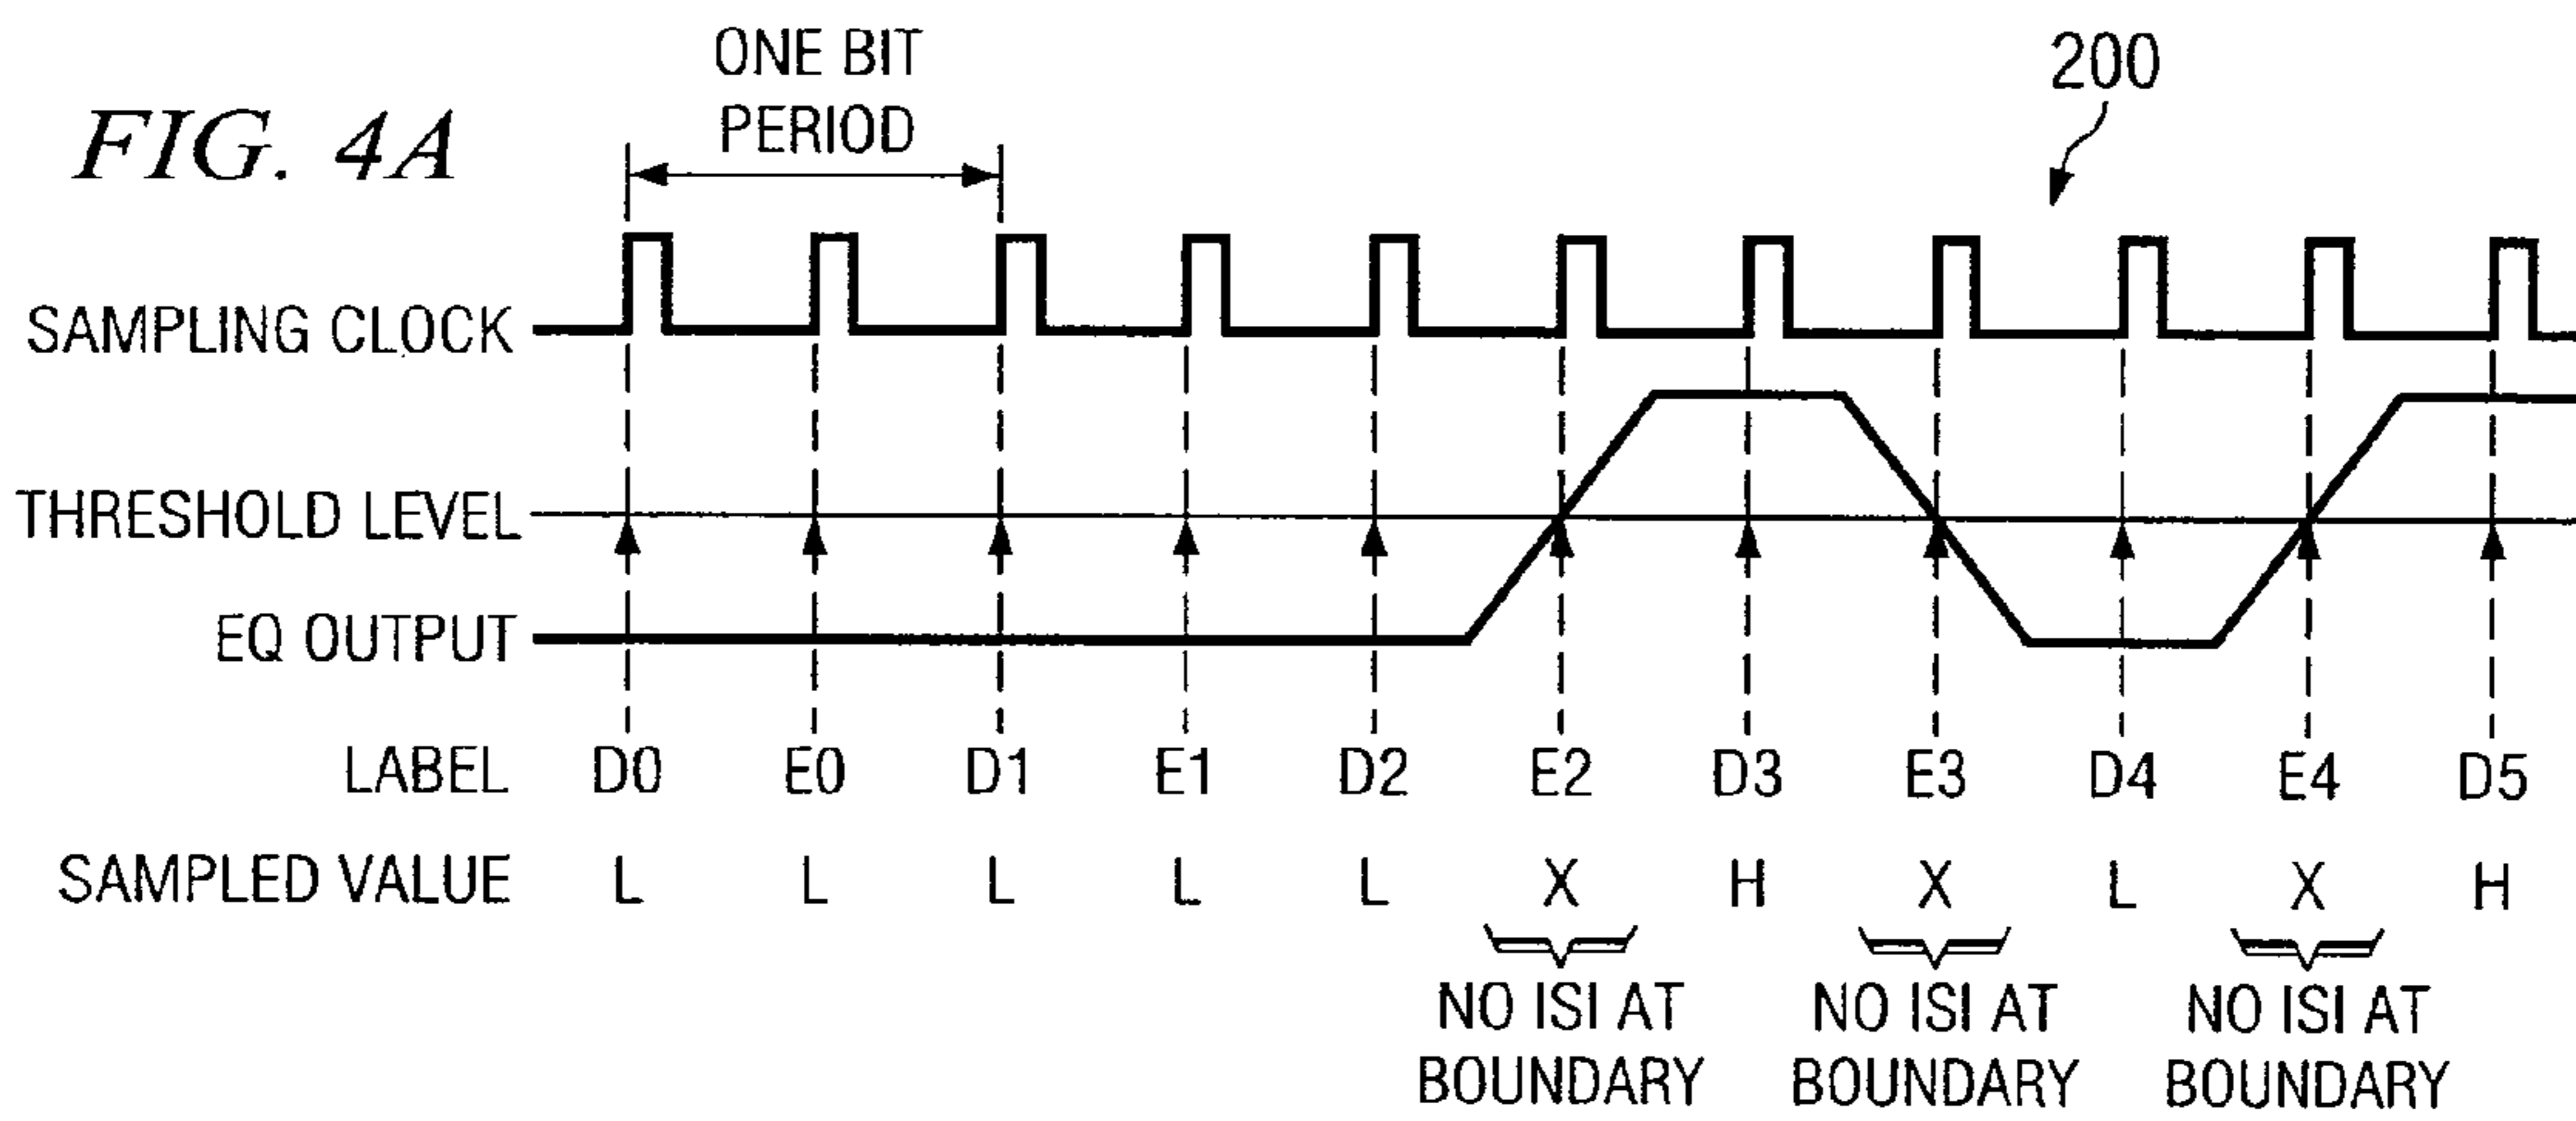 FIG. 4A
ONE BIT
PERIOD
200
SAMPLING CLOCK
THRESHOLD LEVEL
EQ OUTPUT
LABEL D0 E0 D1 E1 D2 E2 D3 E3 D4 E4 D5
SAMPLED VALUE L L L L L X H X L X H
NO ISI AT NO ISI AT NO ISI AT
BOUNDARY BOUNDARY BOUNDARY